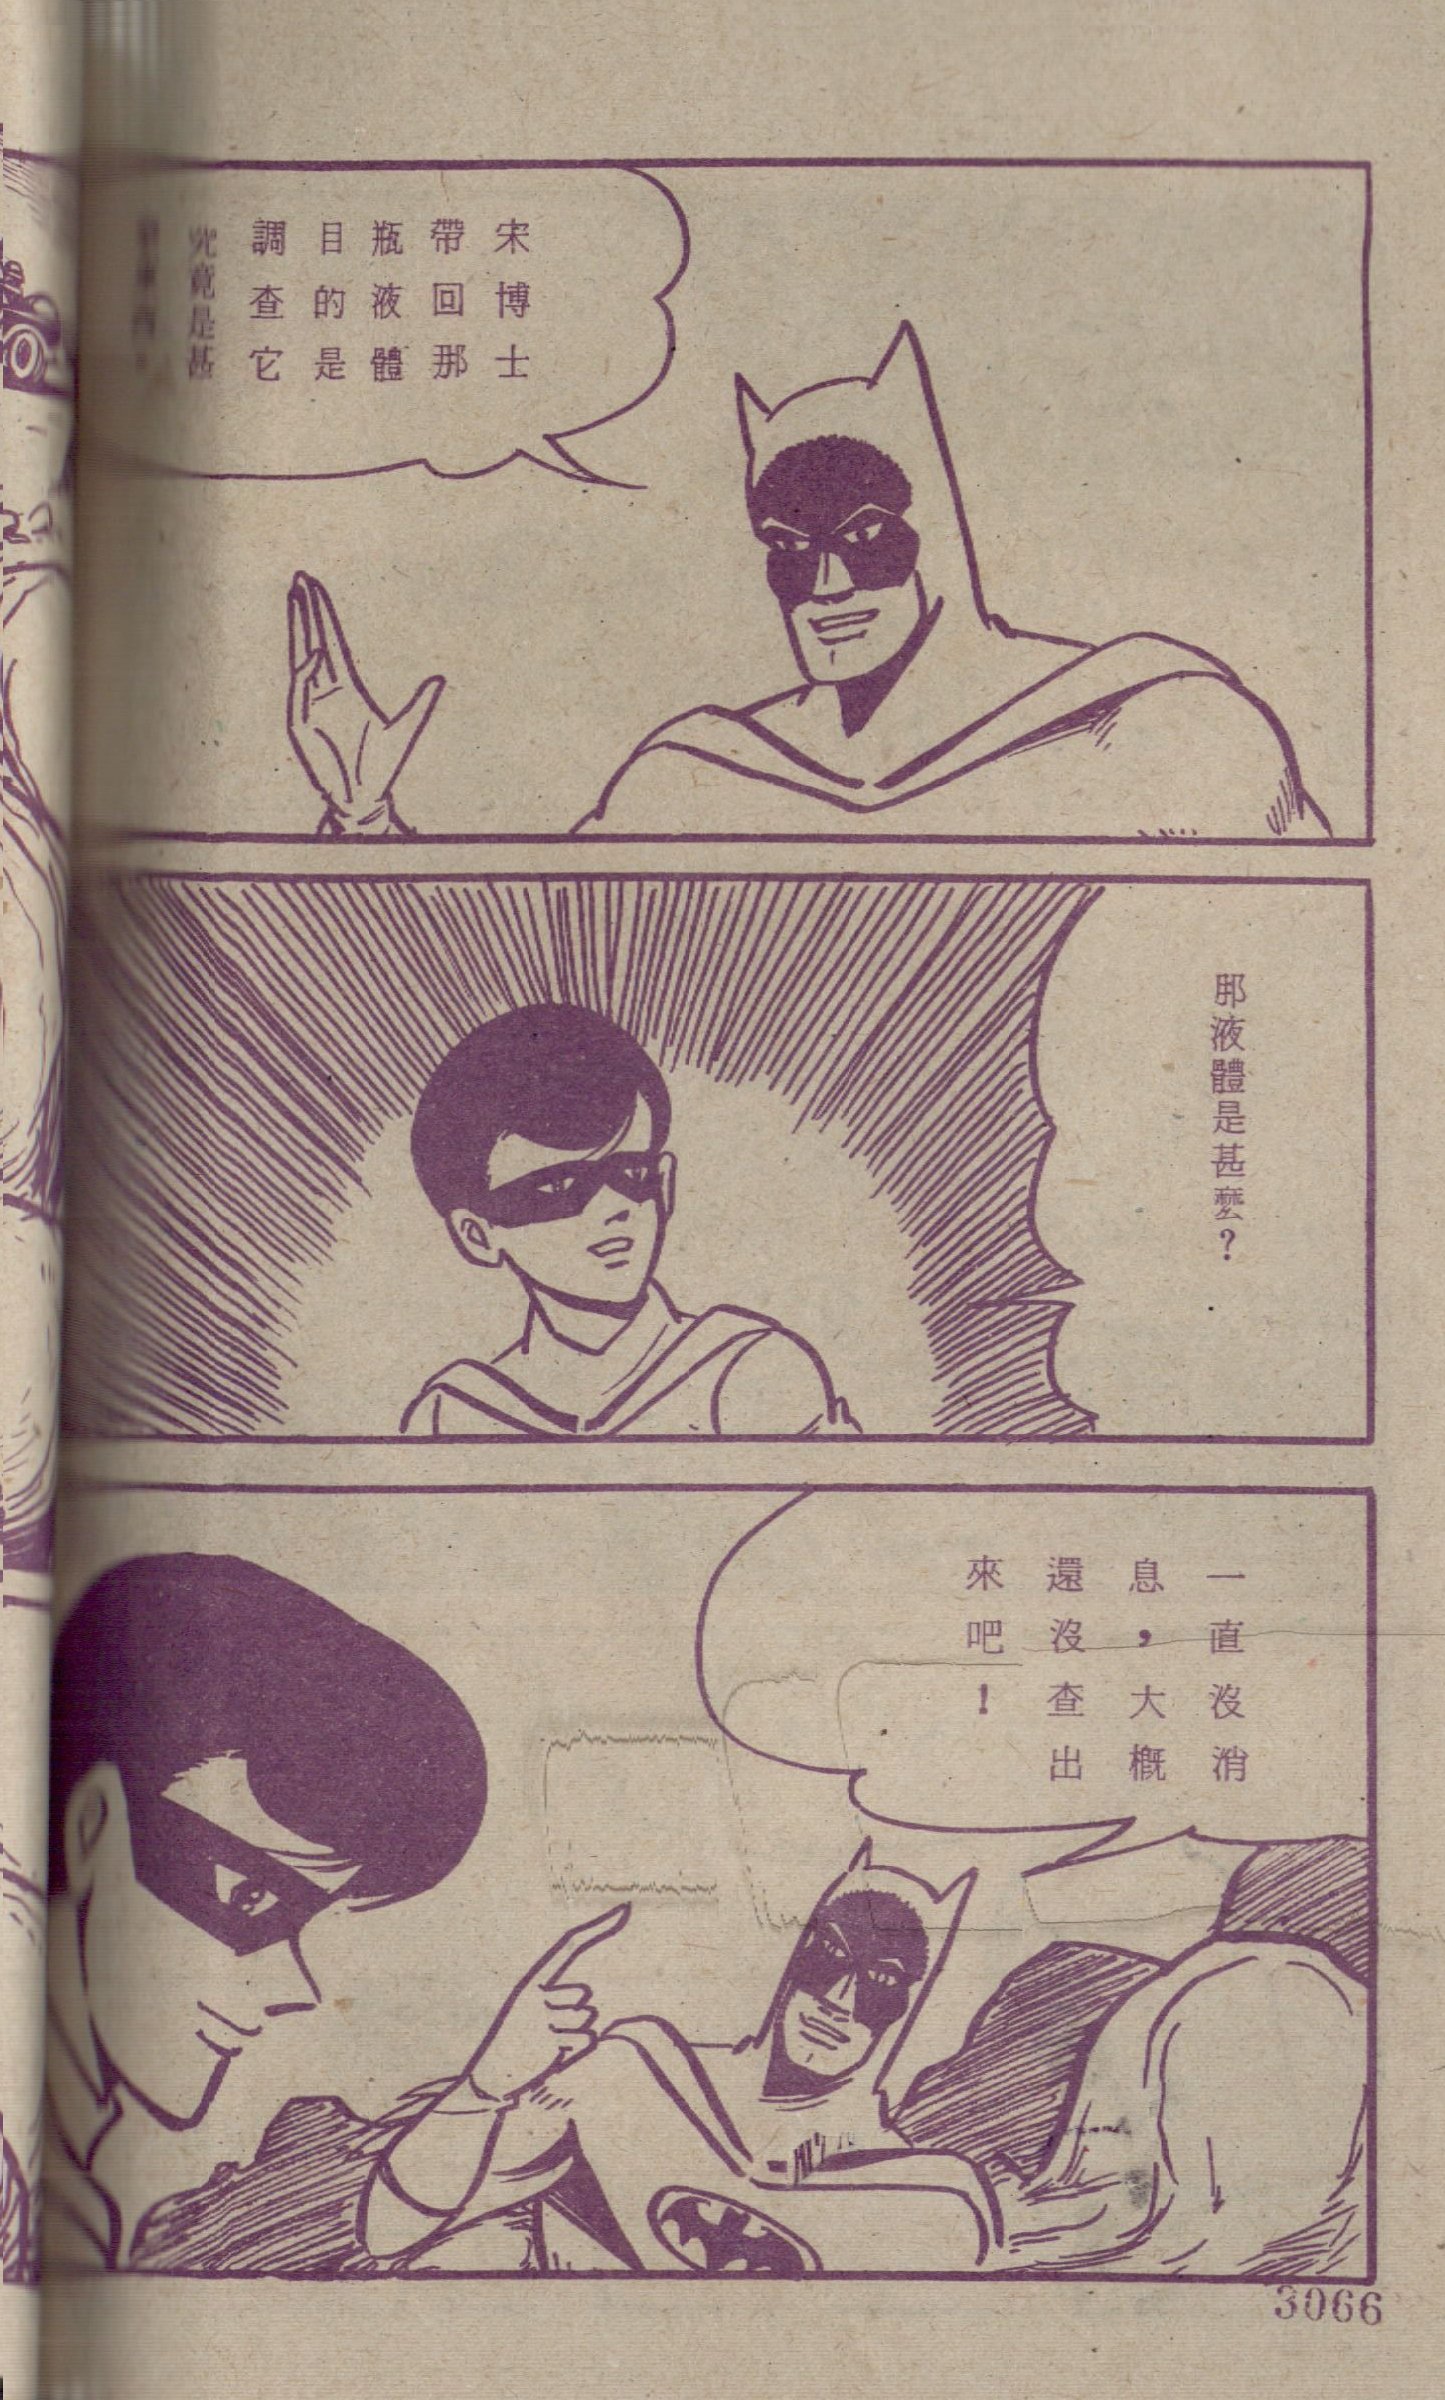 宋博士
帶回那
瓶液體
目的是
調查它
究竟是甚
那液體是甚麼?
一直沒消
息,大概
還沒查出
來吧!
3066